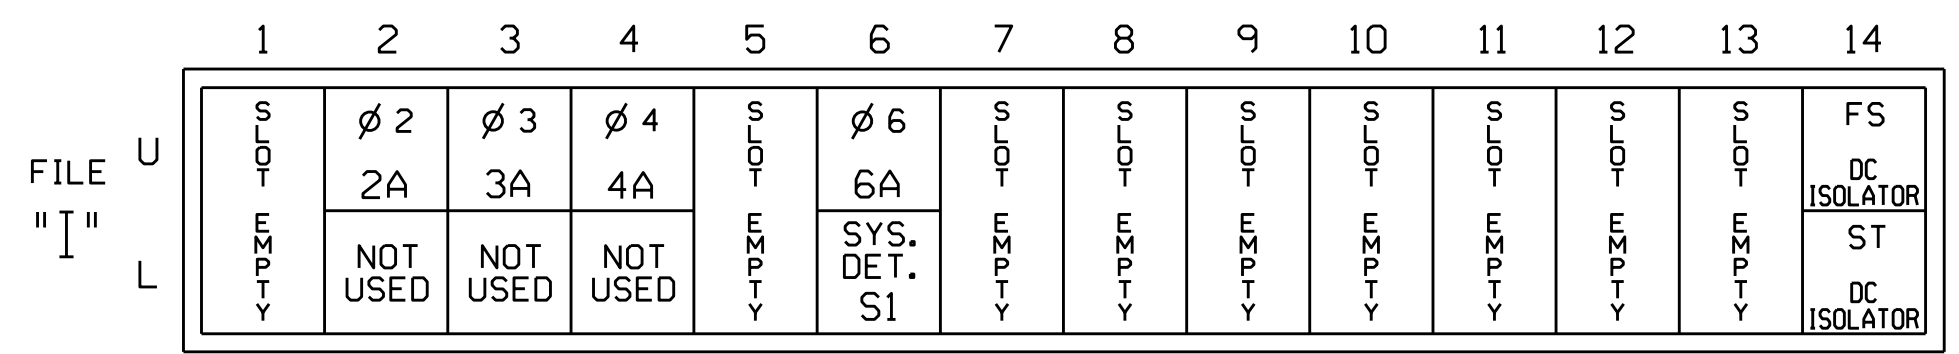 1 2 3 4 5 6 7 8 9 10 11 12 13 14
FILE
"I"
U
L
SLOT EMPTY
Ø 2
2A
NOT
USED
Ø 3
3A
NOT
USED
Ø 4
4A
NOT
USED
SLOT EMPTY
Ø 6
6A
SYS.
DET.
S1
SLOT EMPTY
SLOT EMPTY
SLOT EMPTY
SLOT EMPTY
SLOT EMPTY
SLOT EMPTY
SLOT EMPTY
FS
DC
ISOLATOR
ST
DC
ISOLATOR